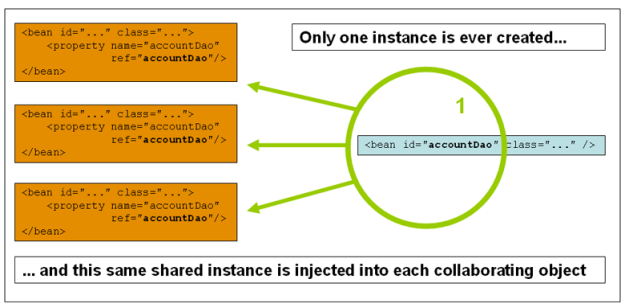 <bean id="..." class="...">
<property name="accountDao"
ref="accountDao"/>
</bean>
Only one instance is ever created...
1
<bean id="..." class="...">
<property name="accountDao"
ref="accountDao"/>
</bean>
<bean id="accountDao" class="..." />
<bean id="..." class="...">
<property name="accountDao"
ref="accountDao"/>
</bean>
... and this same shared instance is injected into each collaborating object